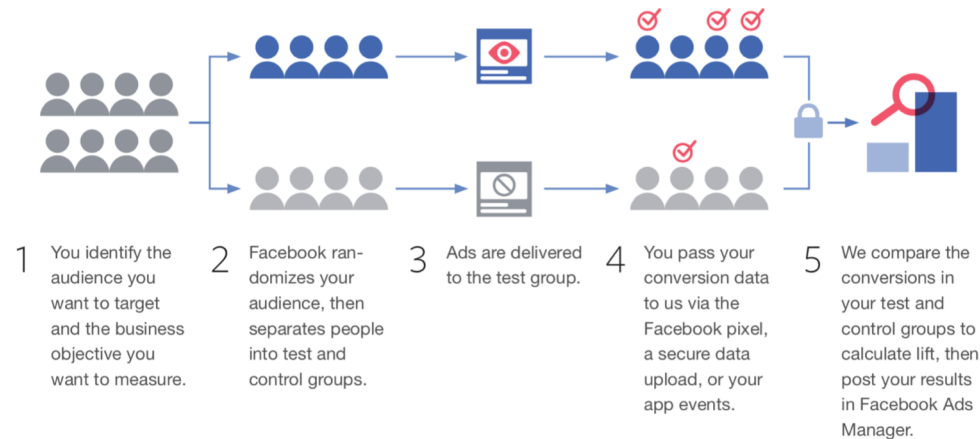 1
You identify the
audience you
want to target
and the business
objective you
want to measure.
2
Facebook ran-
domizes your
audience, then
separates people
into test and
control groups.
3
Ads are delivered
to the test group.
4
You pass your
conversion data
to us via the
Facebook pixel,
a secure data
upload, or your
app events.
5
We compare the
conversions in
your test and
control groups to
calculate lift, then
post your results
in Facebook Ads
Manager.